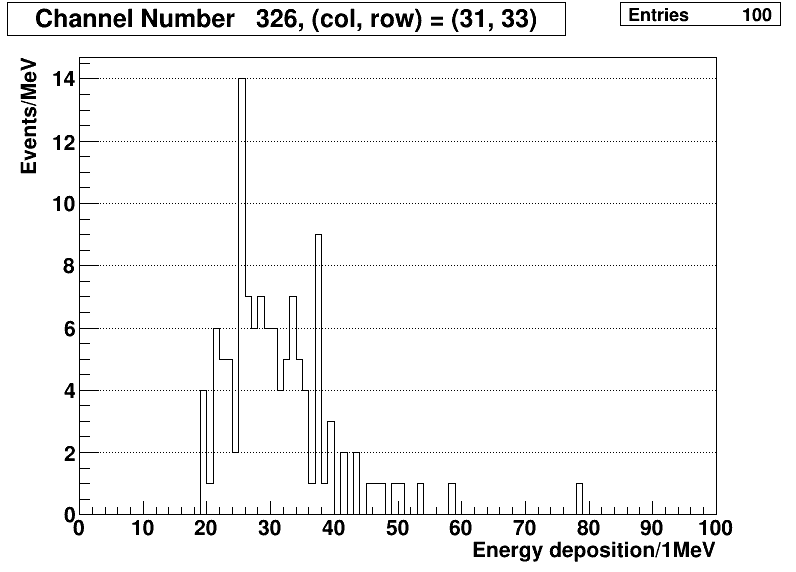 Channel Number 326, (col, row) = (31, 33)
Entries 100
Events/MeV
14
12
10
8
6
4
2
0
0 10 20 30 40 50 60 70 80 90 100
Energy deposition/1MeV